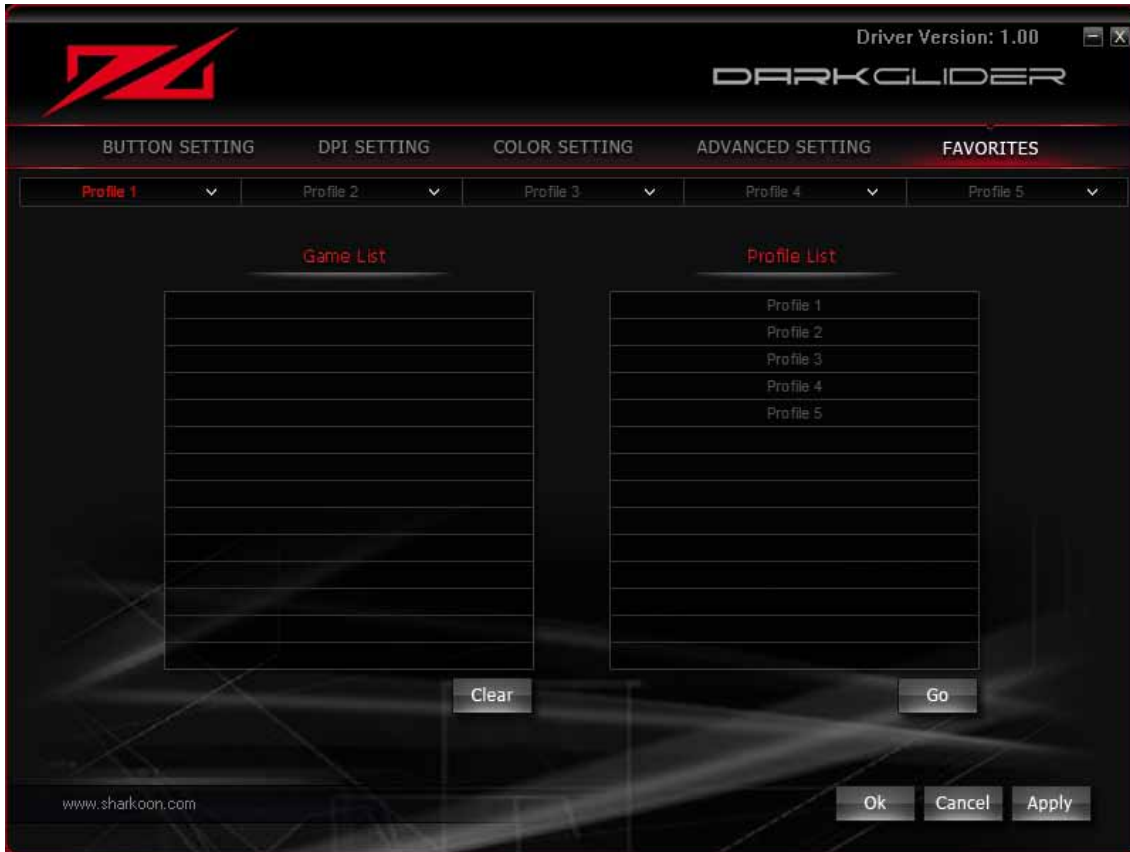 Driver Version: 1.00
DARKGLIDER
BUTTON SETTING DPI SETTING COLOR SETTING ADVANCED SETTING FAVORITES
Profile 1 Profile 2 Profile 3 Profile 4 Profile 5
Game List Profile List
Profile 1
Profile 2
Profile 3
Profile 4
Profile 5
Clear Go
www.sharkoon.com
Ok Cancel Apply